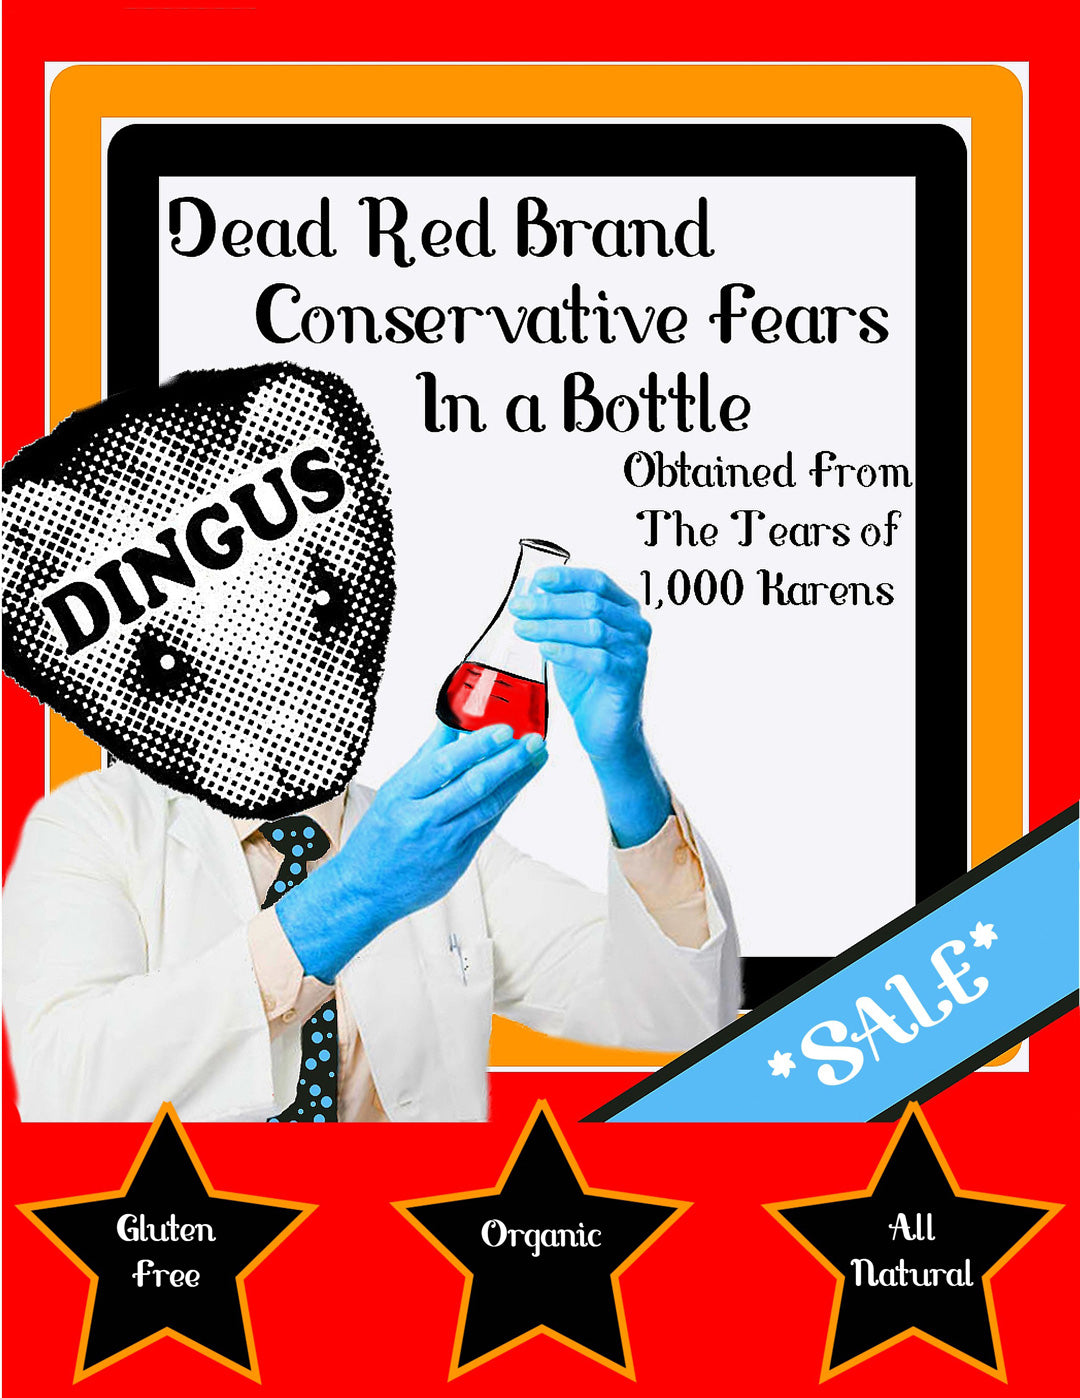 Dead Red Brand
Conservative Fears
In a Bottle
Obtained From
The Tears of
1,000 Karens
DINGUS
*SALE*
Gluten
Free
Organic
All
Natural